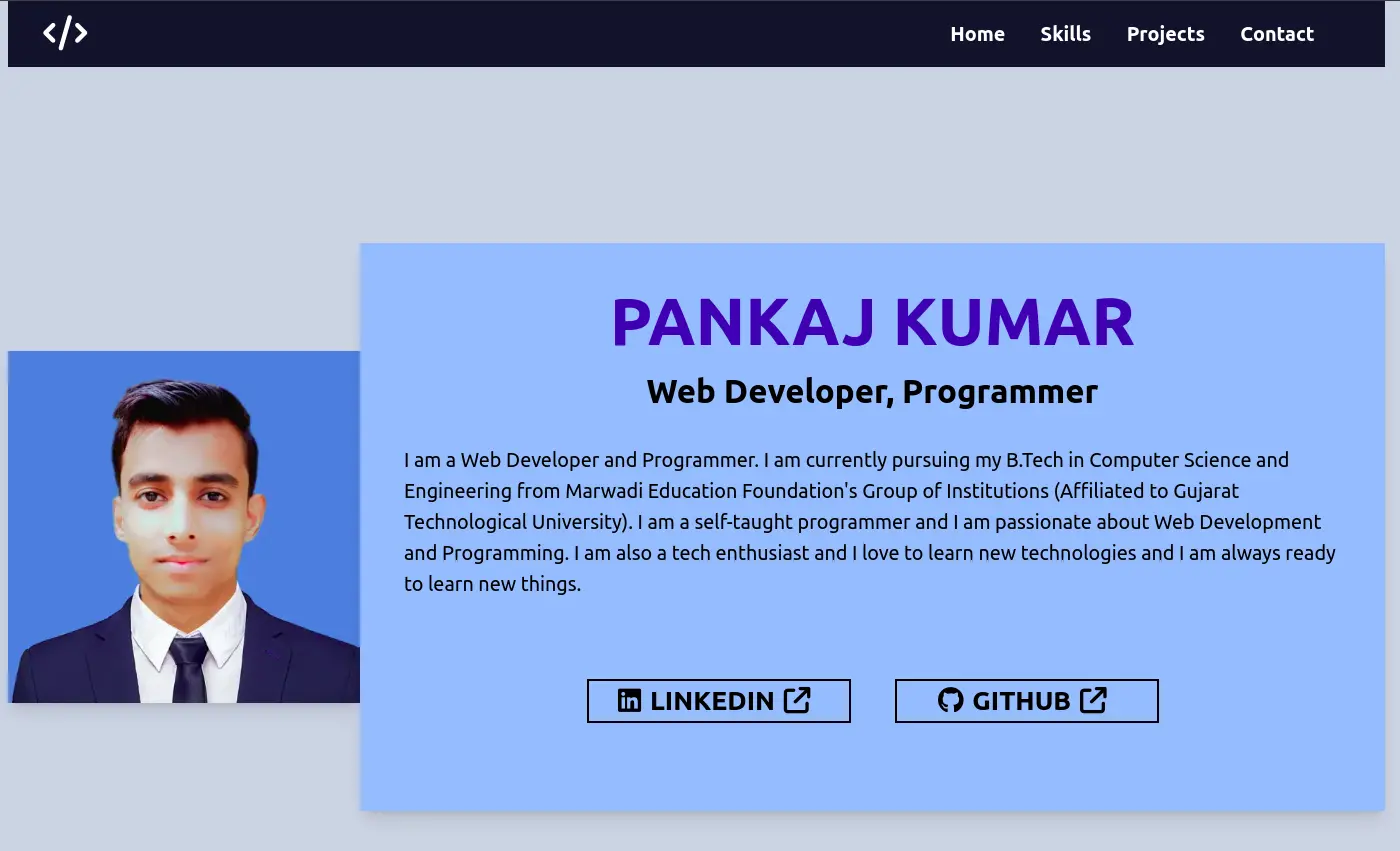 </>
Home Skills Projects Contact
PANKAJ KUMAR
Web Developer, Programmer
I am a Web Developer and Programmer. I am currently pursuing my B.Tech in Computer Science and
Engineering from Marwadi Education Foundation's Group of Institutions (Affiliated to Gujarat
Technological University). I am a self-taught programmer and I am passionate about Web Development
and Programming. I am also a tech enthusiast and I love to learn new technologies and I am always ready
to learn new things.
LINKEDIN GITHUB